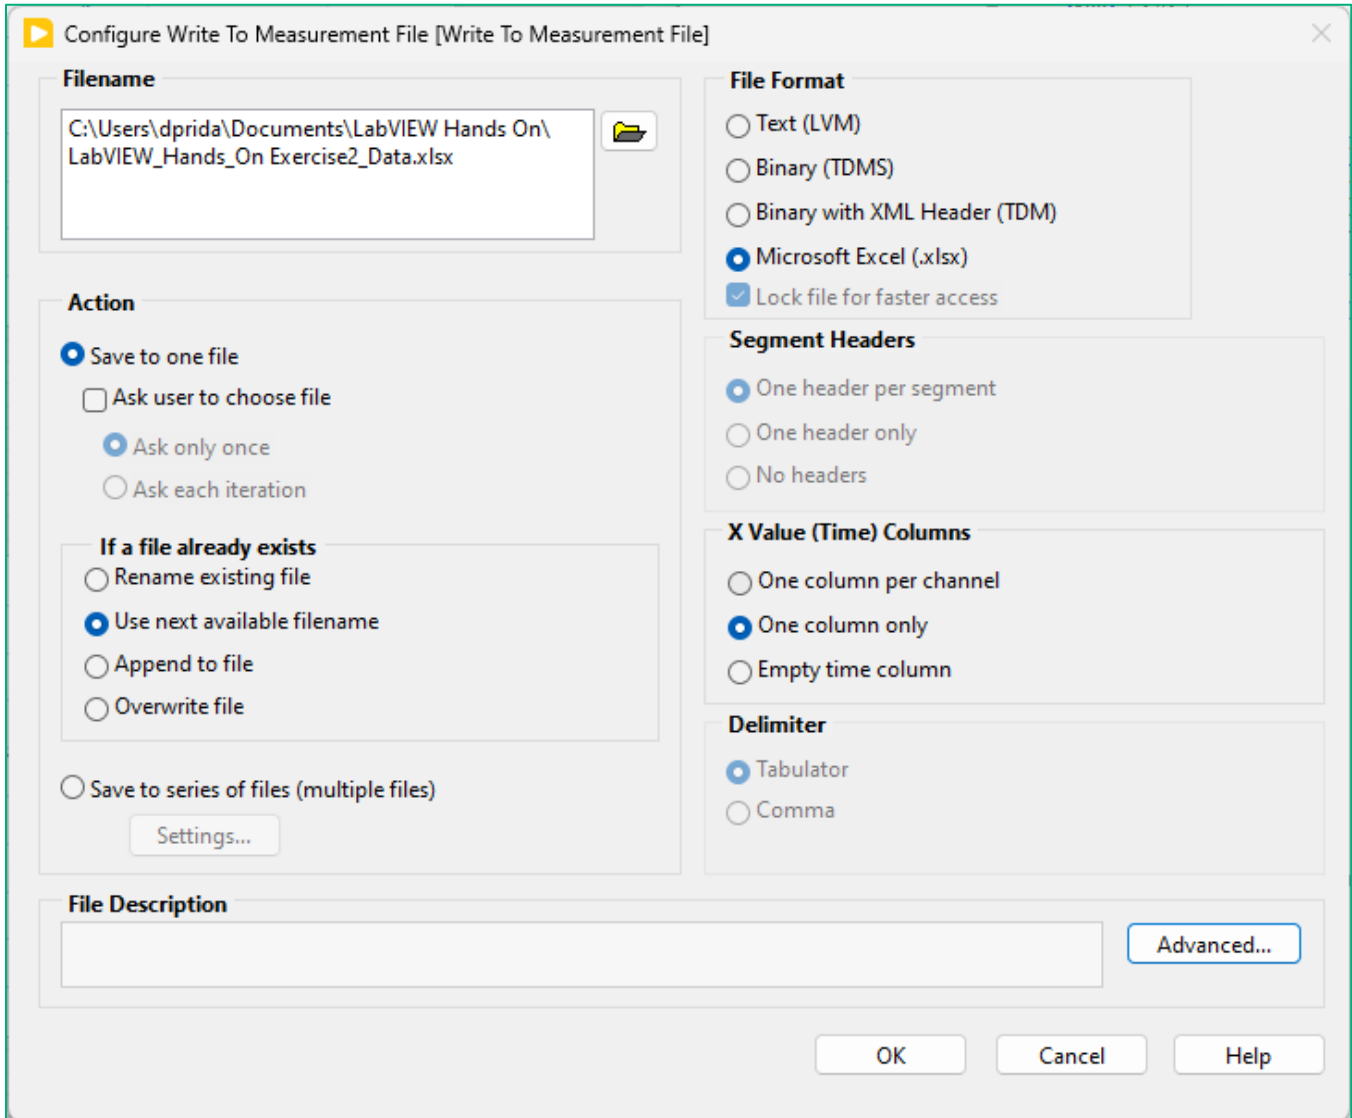 Configure Write To Measurement File [Write To Measurement File]
Filename
C:\Users\dprida\Documents\LabVIEW Hands On\
LabVIEW_Hands_On Exercise2_Data.xlsx
Action
Save to one file
Ask user to choose file
Ask only once
Ask each iteration
If a file already exists
Rename existing file
Use next available filename
Append to file
Overwrite file
Save to series of files (multiple files)
Settings...
File Format
Text (LVM)
Binary (TDMS)
Binary with XML Header (TDM)
Microsoft Excel (.xlsx)
Lock file for faster access
Segment Headers
One header per segment
One header only
No headers
X Value (Time) Columns
One column per channel
One column only
Empty time column
Delimiter
Tabulator
Comma
File Description
Advanced...
OK
Cancel
Help